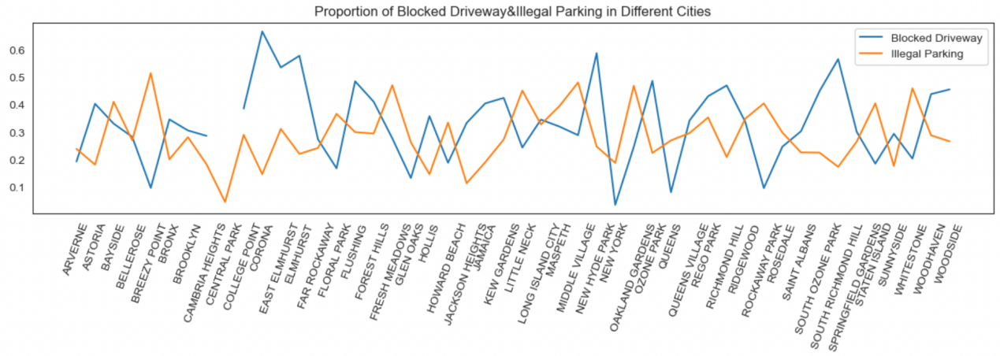 Proportion of Blocked Driveway&Illegal Parking in Different Cities
Blocked Driveway
Illegal Parking
0.6
0.5
0.4
0.3
0.2
0.1
ARVERNE
ASTORIA
BAYSIDE
BELLEROSE
BREEZY POINT
BRONX
BROOKLYN
CAMBRIA HEIGHTS
CENTRAL PARK
COLLEGE POINT
CORONA
EAST ELMHURST
ELMHURST
FAR ROCKAWAY
FLORAL PARK
FLUSHING
FOREST HILLS
FRESH MEADOWS
GLEN OAKS
HOLLIS
HOWARD BEACH
JACKSON HEIGHTS
JAMAICA
KEW GARDENS
LITTLE NECK
LONG ISLAND CITY
MASPETH
MIDDLE VILLAGE
NEW HYDE PARK
NEW YORK
OAKLAND GARDENS
OZONE PARK
QUEENS
QUEENS VILLAGE
REGO PARK
RICHMOND HILL
RIDGEWOOD
ROCKAWAY PARK
ROSEDALE
SAINT ALBANS
SOUTH OZONE PARK
SOUTH RICHMOND HILL
SPRINGFIELD GARDENS
STATEN ISLAND
SUNNYSIDE
WHITESTONE
WOODHAVEN
WOODSIDE